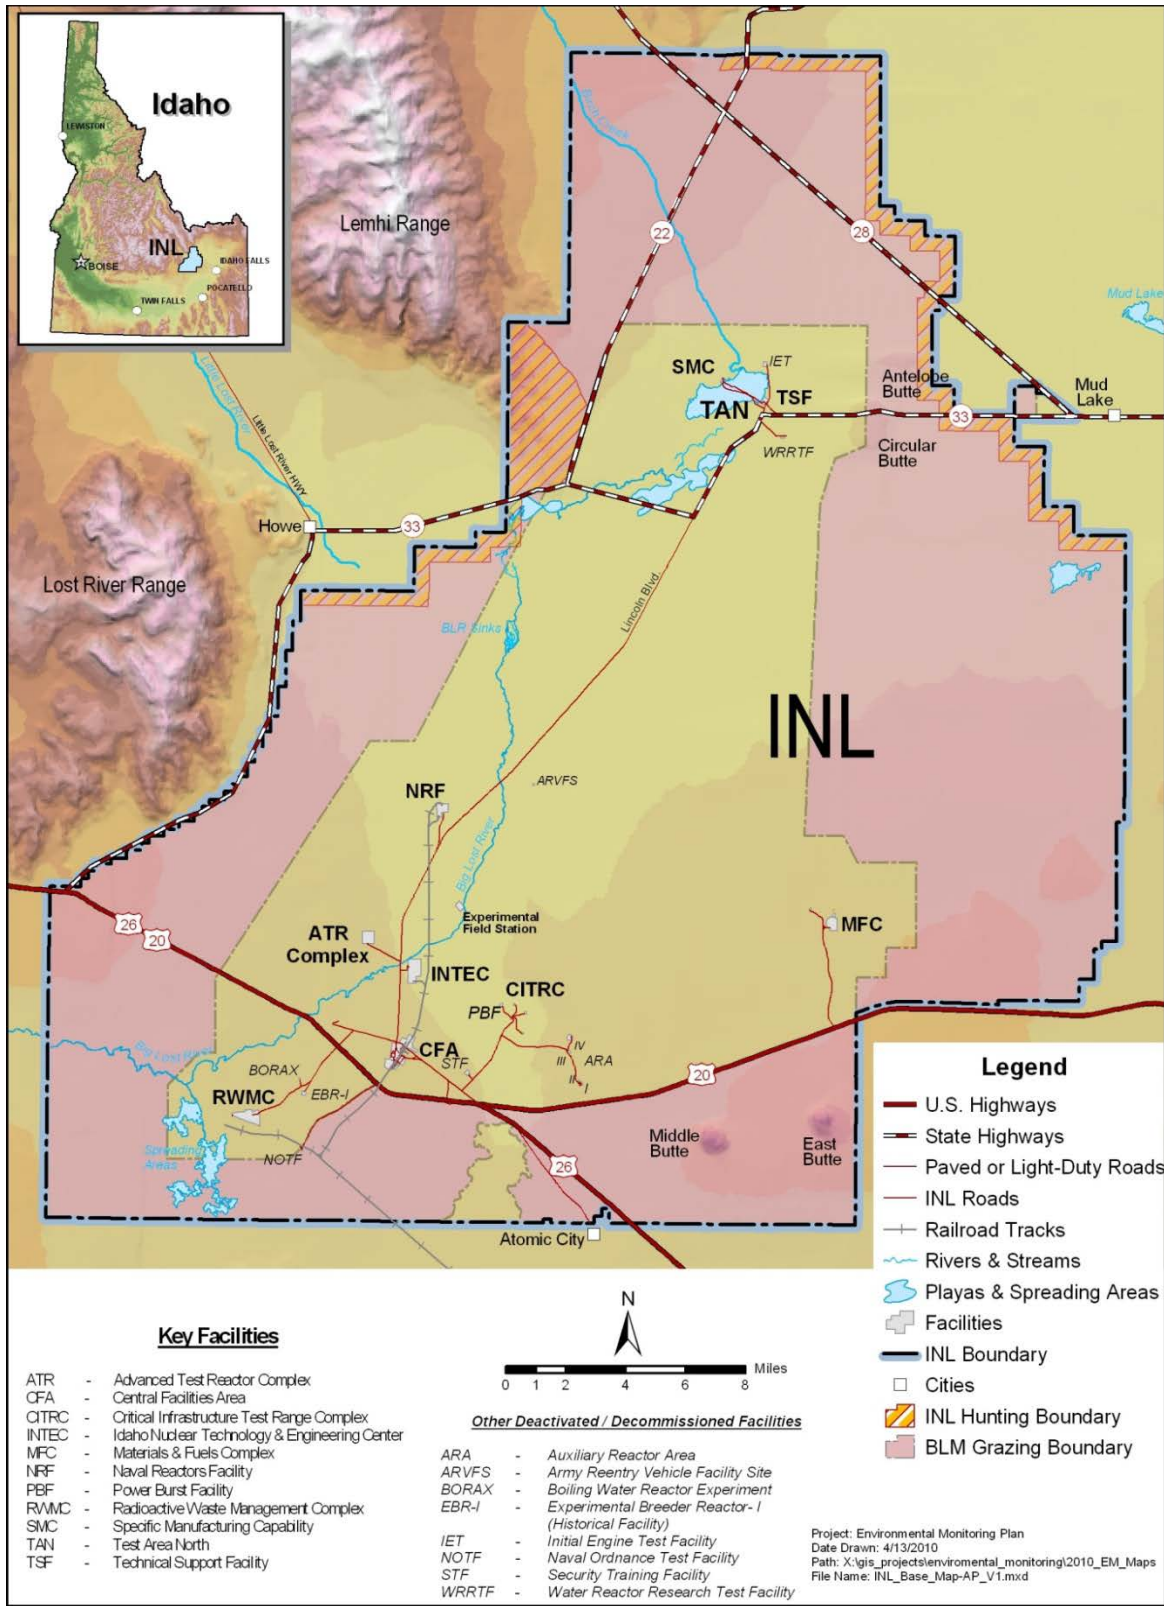 Idaho
LEWISTON
INL
BOISE
IDAHO FALLS
POCATELLO
TWIN FALLS
Lemhi Range
Birch Creek
22
28
Mud Lake
Little Lost River
Little Lost River HWY
SMC
IET
TAN
TSF
Antelope
Butte
Mud
Lake
33
WRRTF
Circular
Butte
Howe
33
Lost River Range
BLR Sinks
Lincoln Blvd
INL
ARVFS
NRF
Big Lost River
Experimental
Field Station
26
20
ATR
Complex
MFC
INTEC
CITRC
PBF
Big Lost River
CFA
STF
IV
III
ARA
II
I
BORAX
EBR-I
RWMC
20
Spreading
Areas
NOTF
26
Middle
Butte
East
Butte
Atomic City
Legend
U.S. Highways
State Highways
Paved or Light-Duty Roads
INL Roads
Railroad Tracks
Rivers & Streams
Playas & Spreading Areas
Facilities
INL Boundary
Cities
INL Hunting Boundary
BLM Grazing Boundary
N
Miles
0 1 2 4 6 8
Key Facilities
ATR - Advanced Test Reactor Complex
CFA - Central Facilities Area
CITRC - Critical Infrastructure Test Range Complex
INTEC - Idaho Nuclear Technology & Engineering Center
MFC - Materials & Fuels Complex
NRF - Naval Reactors Facility
PBF - Power Burst Facility
RWMC - Radioactive Waste Management Complex
SMC - Specific Manufacturing Capability
TAN - Test Area North
TSF - Technical Support Facility
Other Deactivated / Decommissioned Facilities
ARA - Auxiliary Reactor Area
ARVFS - Army Reentry Vehicle Facility Site
BORAX - Boiling Water Reactor Experiment
EBR-I - Experimental Breeder Reactor- I
(Historical Facility)
IET - Initial Engine Test Facility
NOTF - Naval Ordnance Test Facility
STF - Security Training Facility
WRRTF - Water Reactor Research Test Facility
Project: Environmental Monitoring Plan
Date Drawn: 4/13/2010
Path: X:\gis_projects\enviromental_monitoring\2010_EM_Maps
File Name: INL_Base_Map-AP_V1.mxd